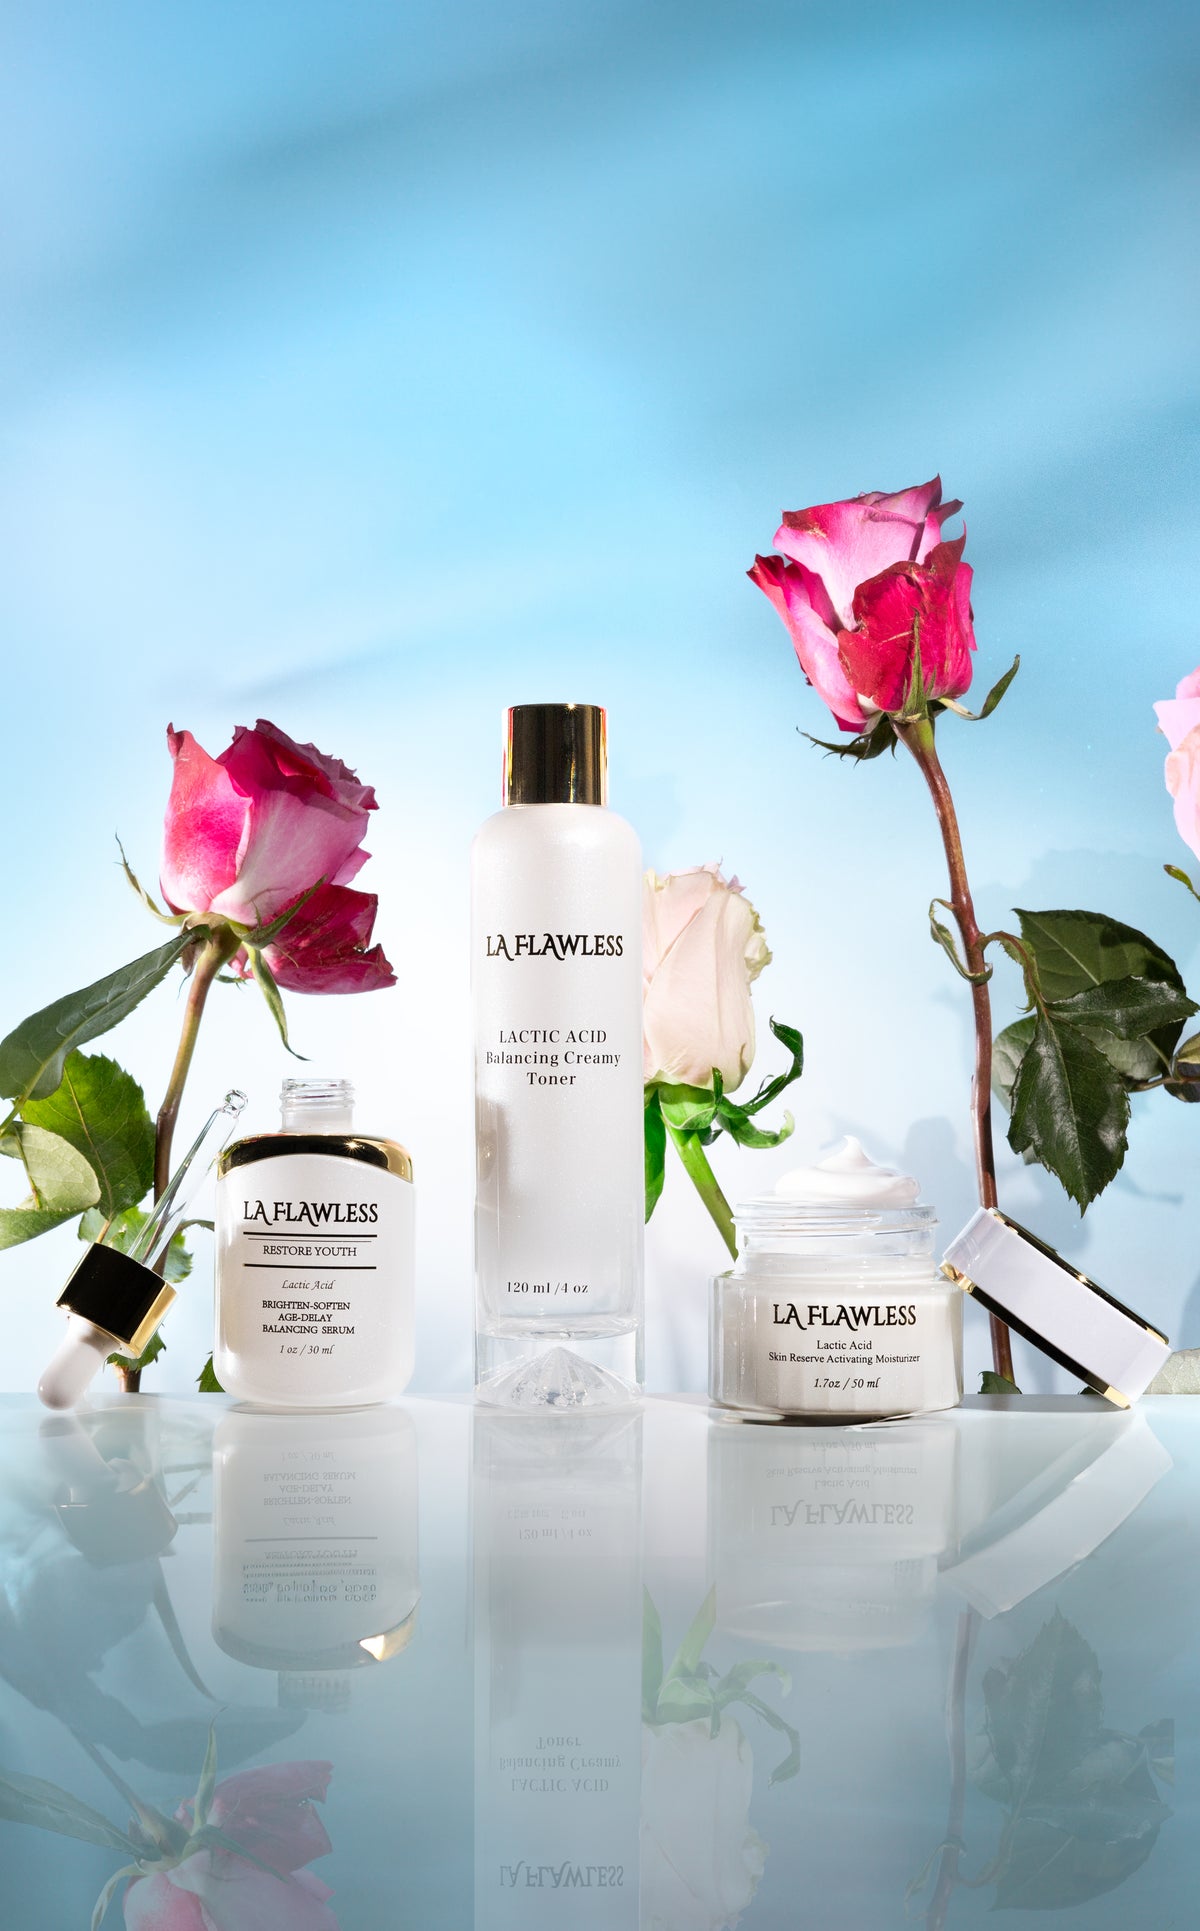 LA FLAWLESS
RESTORE YOUTH
Lactic Acid
BRIGHTEN-SOFTEN
AGE-DELAY
BALANCING SERUM
1 oz / 30 ml
LA FLAWLESS
LACTIC ACID
Balancing Creamy
Toner
120 ml /4 oz
LA FLAWLESS
Lactic Acid
Skin Reserve Activating Moisturizer
1.7oz / 50 ml